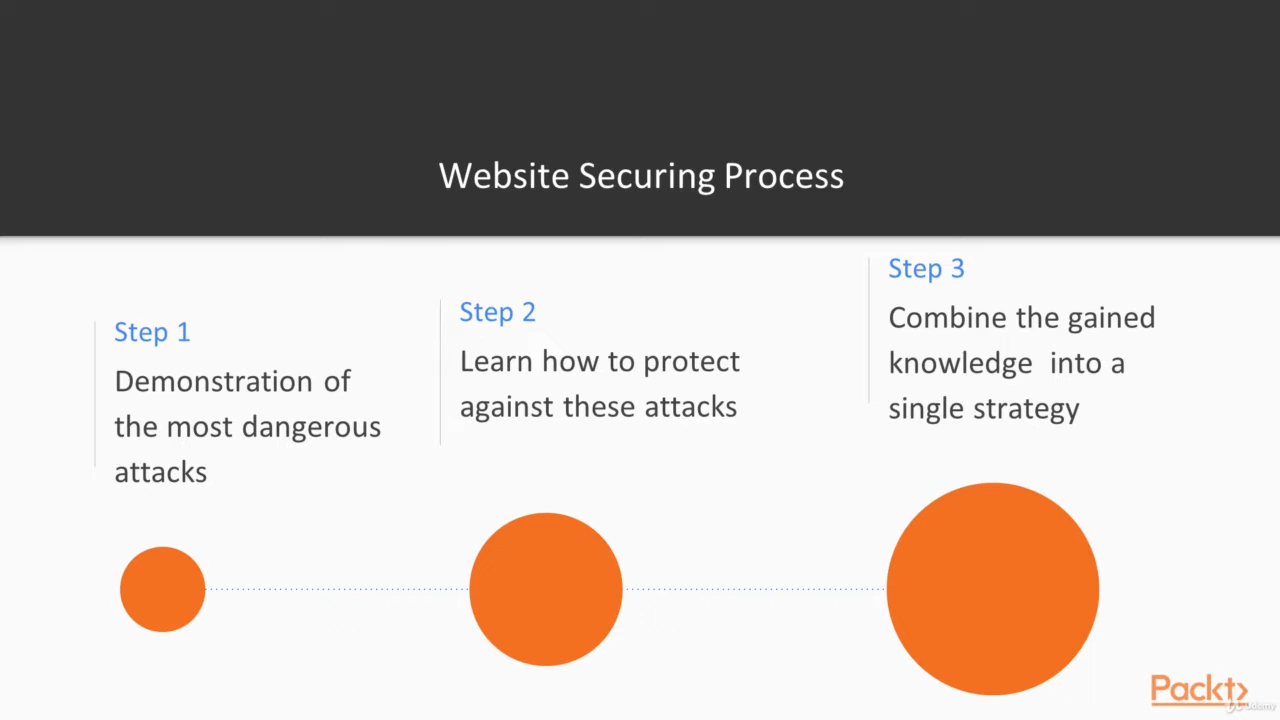 Website Securing Process
Step 1
Demonstration of
the most dangerous
attacks
Step 2
Learn how to protect
against these attacks
Step 3
Combine the gained
knowledge into a
single strategy
Packt
Udemy